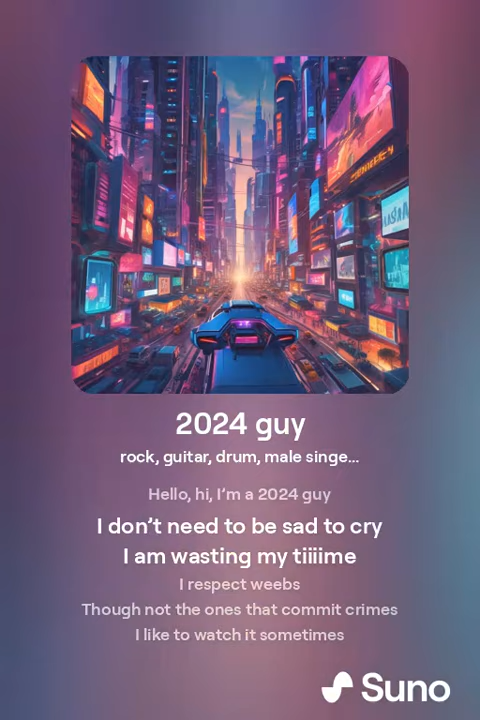 2024 guy
rock, guitar, drum, male singe...
Hello, hi, I'm a 2024 guy
I don't need to be sad to cry
I am wasting my tiiiime
I respect weebs
Though not the ones that commit crimes
I like to watch it sometimes
Suno